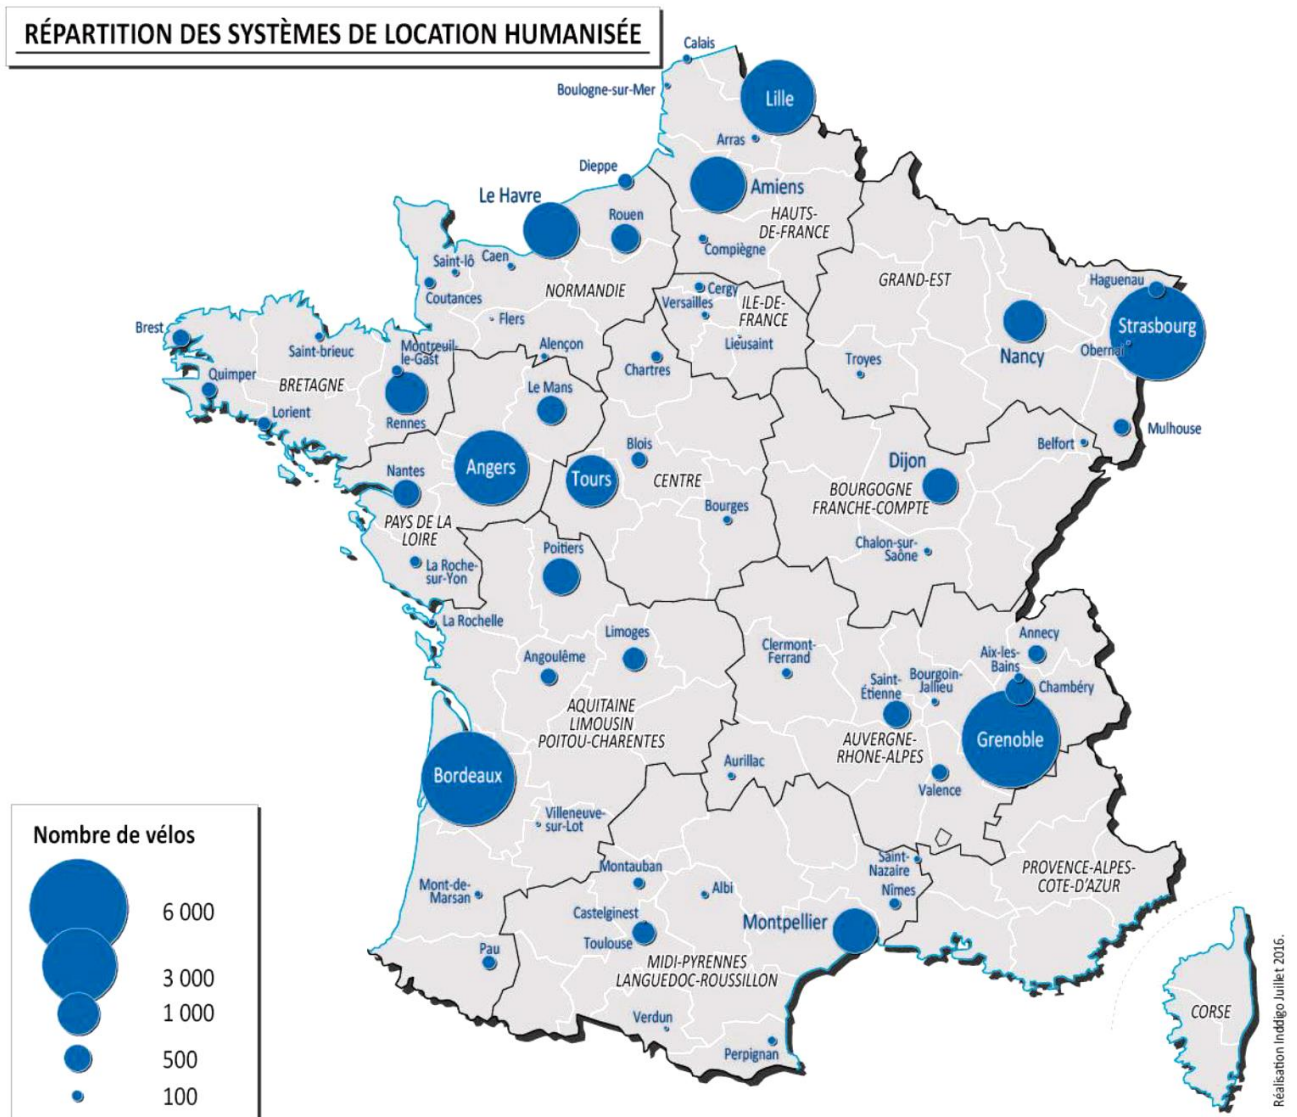 RÉPARTITION DES SYSTÈMES DE LOCATION HUMANISÉE
Calais
Boulogne-sur-Mer
Lille
Arras
Dieppe
Le Havre
Amiens
Rouen
HAUTS-
DE-FRANCE
Compiègne
Saint-lô
Caen
Coutances
NORMANDIE
Cergy
Versailles
ILE-DE-
FRANCE
GRAND-EST
Haguenau
Strasbourg
Flers
Lieusaint
Nancy
Obernai
Brest
Saint-brieuc
Montreuil-
le-Gast
Alençon
Chartres
Troyes
Quimper
BRETAGNE
Le Mans
Lorient
Rennes
Mulhouse
Belfort
Blois
Nantes
Angers
Tours
CENTRE
Dijon
BOURGOGNE
FRANCHE-COMPTE
Bourges
PAYS DE LA
LOIRE
Poitiers
Chalon-sur-
Saône
La Roche-
sur-Yon
La Rochelle
Limoges
Clermont-
Ferrand
Annecy
Aix-les-
Bains
Angoulême
Saint-
Étienne
Bourgoin-
Jallieu
Chambéry
AQUITAINE
LIMOUSIN
POITOU-CHARENTES
AUVERGNE-
RHONE-ALPES
Grenoble
Bordeaux
Aurillac
Valence
Villeneuve-
sur-Lot
Montauban
Saint-
Nazaire
PROVENCE-ALPES-
COTE-D'AZUR
Mont-de-
Marsan
Albi
Nîmes
Castelginest
Toulouse
Montpellier
Pau
MIDI-PYRENNES
LANGUEDOC-ROUSSILLON
Verdun
Perpignan
CORSE
Nombre de vélos
6 000
3 000
1 000
500
100
Réalisation Inddigo Juillet 2016.